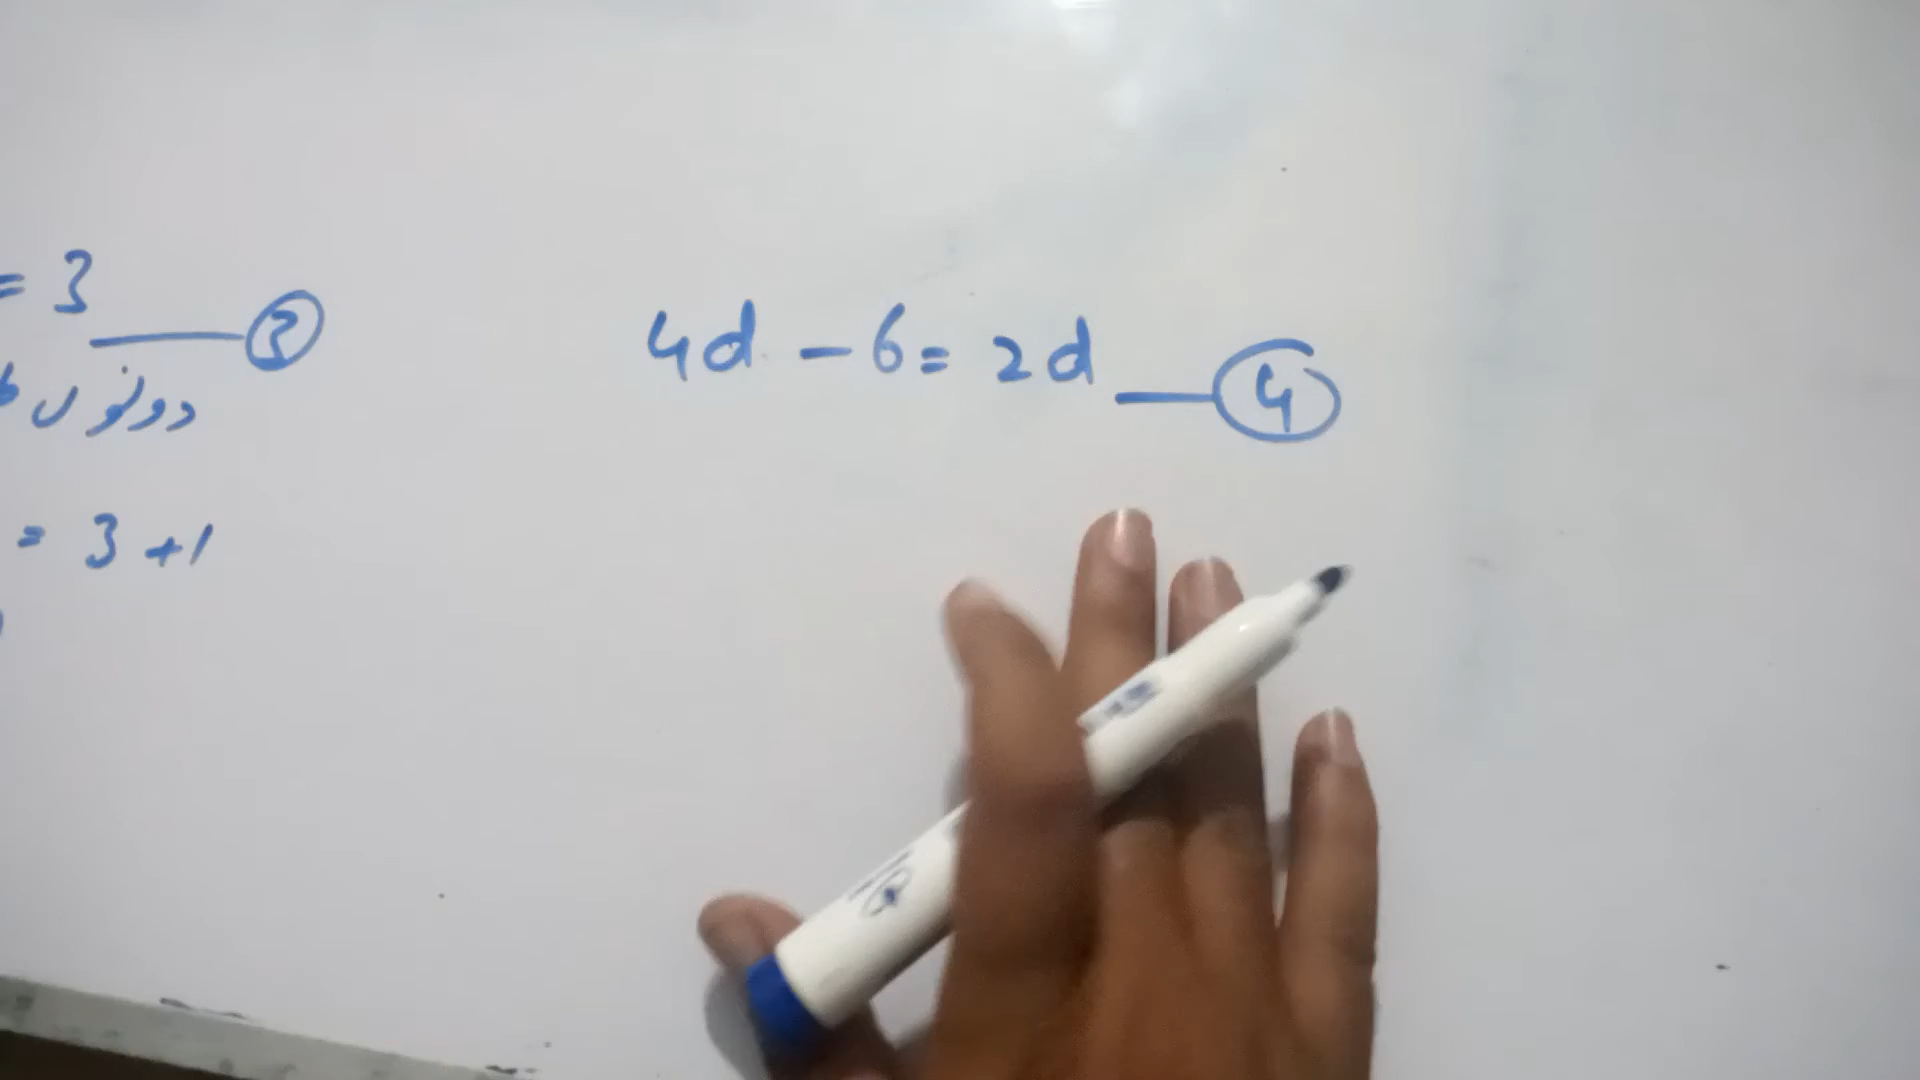 = 3 ——— ③
دونوں
= 3 +1
4d - 6 = 2d —— ④